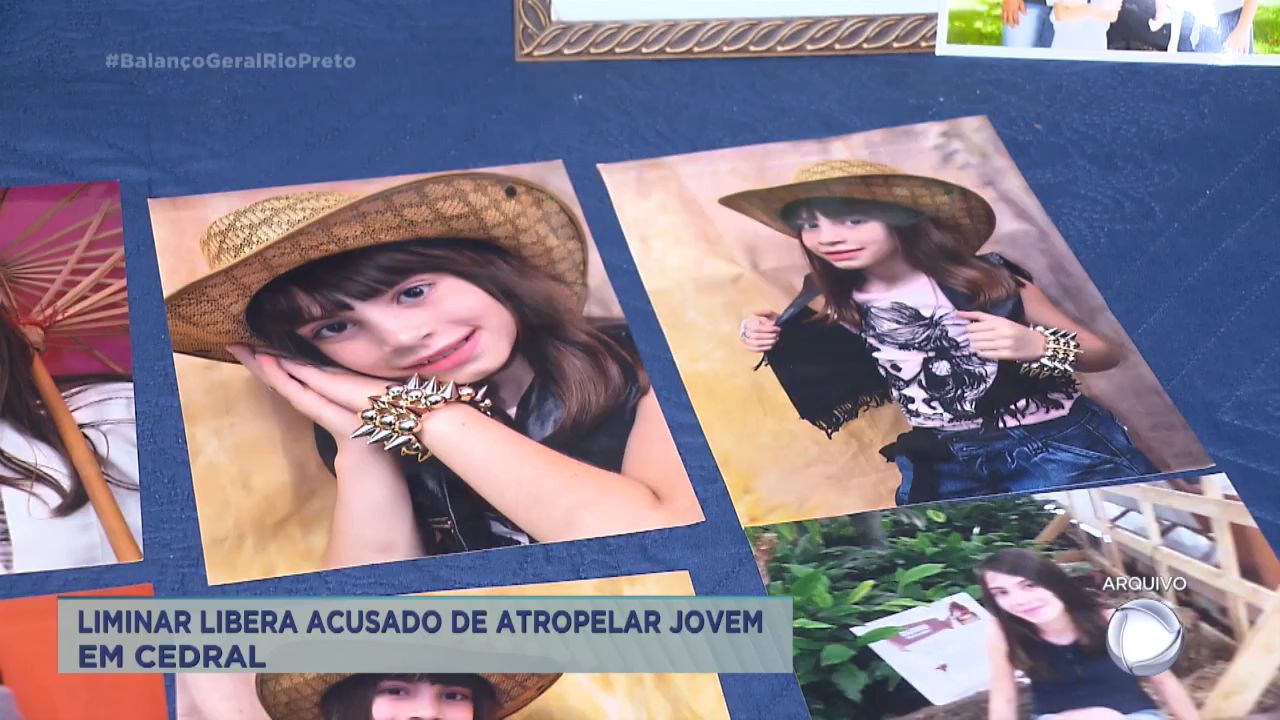 #BalançoGeralRioPreto
ARQUIVO
LIMINAR LIBERA ACUSADO DE ATROPELAR JOVEM
EM CEDRAL